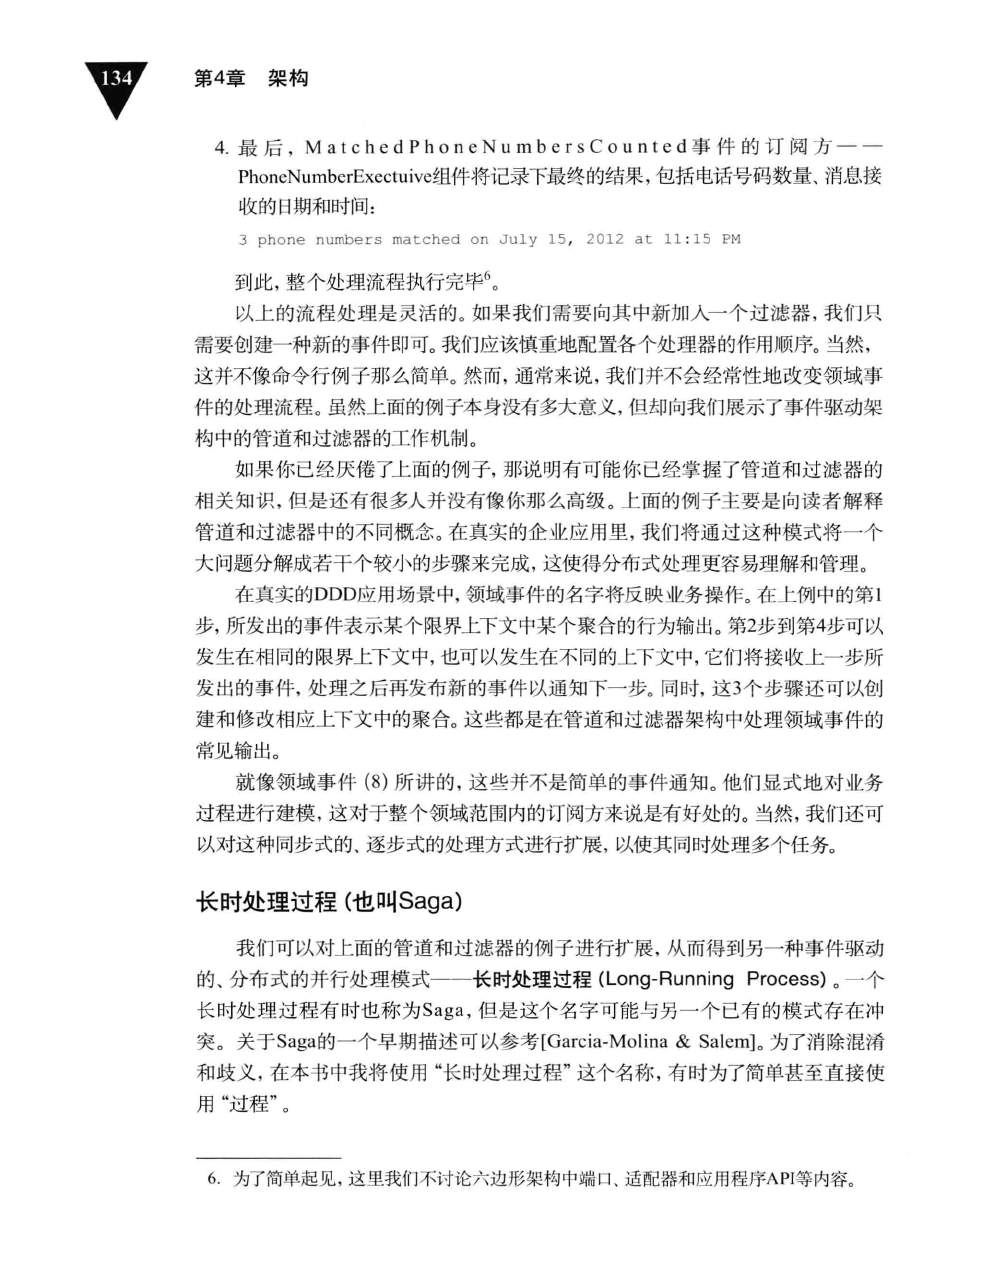 134
第4章 架构
4. 最后，MatchedPhoneNumbersCounted事件的订阅方——
PhoneNumberExectuive组件将记录下最终的结果，包括电话号码数量、消息接
收的日期和时间：
3 phone numbers matched on July 15, 2012 at 11:15 PM
到此，整个处理流程执行完毕6。
以上的流程处理是灵活的。如果我们需要向其中新加入一个过滤器，我们只
需要创建一种新的事件即可。我们应该慎重地配置各个处理器的作用顺序。当然，
这并不像命令行例子那么简单。然而，通常来说，我们并不会经常性地改变领域事
件的处理流程。虽然上面的例子本身没有多大意义，但却向我们展示了事件驱动架
构中的管道和过滤器的工作机制。
如果你已经厌倦了上面的例子，那说明有可能你已经掌握了管道和过滤器的
相关知识，但是还有很多人并没有像你那么高级。上面的例子主要是向读者解释
管道和过滤器中的不同概念。在真实的企业应用里，我们将通过这种模式将一个
大问题分解成若干个较小的步骤来完成，这使得分布式处理更容易理解和管理。
在真实的DDD应用场景中，领域事件的名字将反映业务操作。在上例中的第1
步，所发出的事件表示某个限界上下文中某个聚合的行为输出。第2步到第4步可以
发生在相同的限界上下文中，也可以发生在不同的上下文中，它们将接收上一步所
发出的事件，处理之后再发布新的事件以通知下一步。同时，这3个步骤还可以创
建和修改相应上下文中的聚合。这些都是在管道和过滤器架构中处理领域事件的
常见输出。
就像领域事件（8）所讲的，这些并不是简单的事件通知。他们显式地对业务
过程进行建模，这对于整个领域范围内的订阅方来说是有好处的。当然，我们还可
以对这种同步式的、逐步式的处理方式进行扩展，以使其同时处理多个任务。
长时处理过程（也叫Saga）
我们可以对上面的管道和过滤器的例子进行扩展，从而得到另一种事件驱动
的、分布式的并行处理模式——长时处理过程（Long-Running Process）。一个
长时处理过程有时也称为Saga，但是这个名字可能与另一个已有的模式存在冲
突。关于Saga的一个早期描述可以参考[Garcia-Molina & Salem]。为了消除混淆
和歧义，在本书中我将使用“长时处理过程”这个名称，有时为了简单甚至直接使
用“过程”。
6. 为了简单起见，这里我们不讨论六边形架构中端口、适配器和应用程序API等内容。